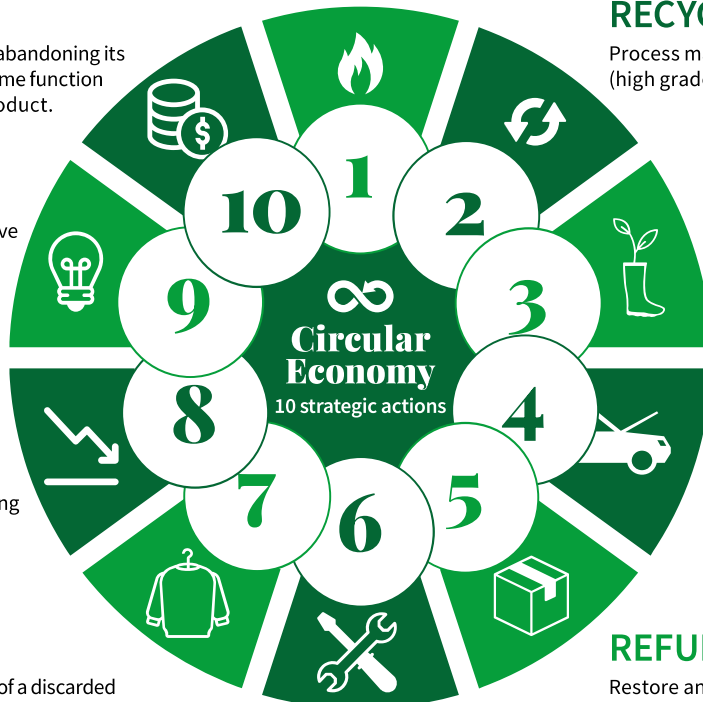 abandoning its
me function
oduct.
ve
ng
of a discarded
1
2
3
4
5
6
7
8
9
10
$
Circular
Economy
10 strategic actions
RECYC
Process m
(high grad
REFU
Restore an